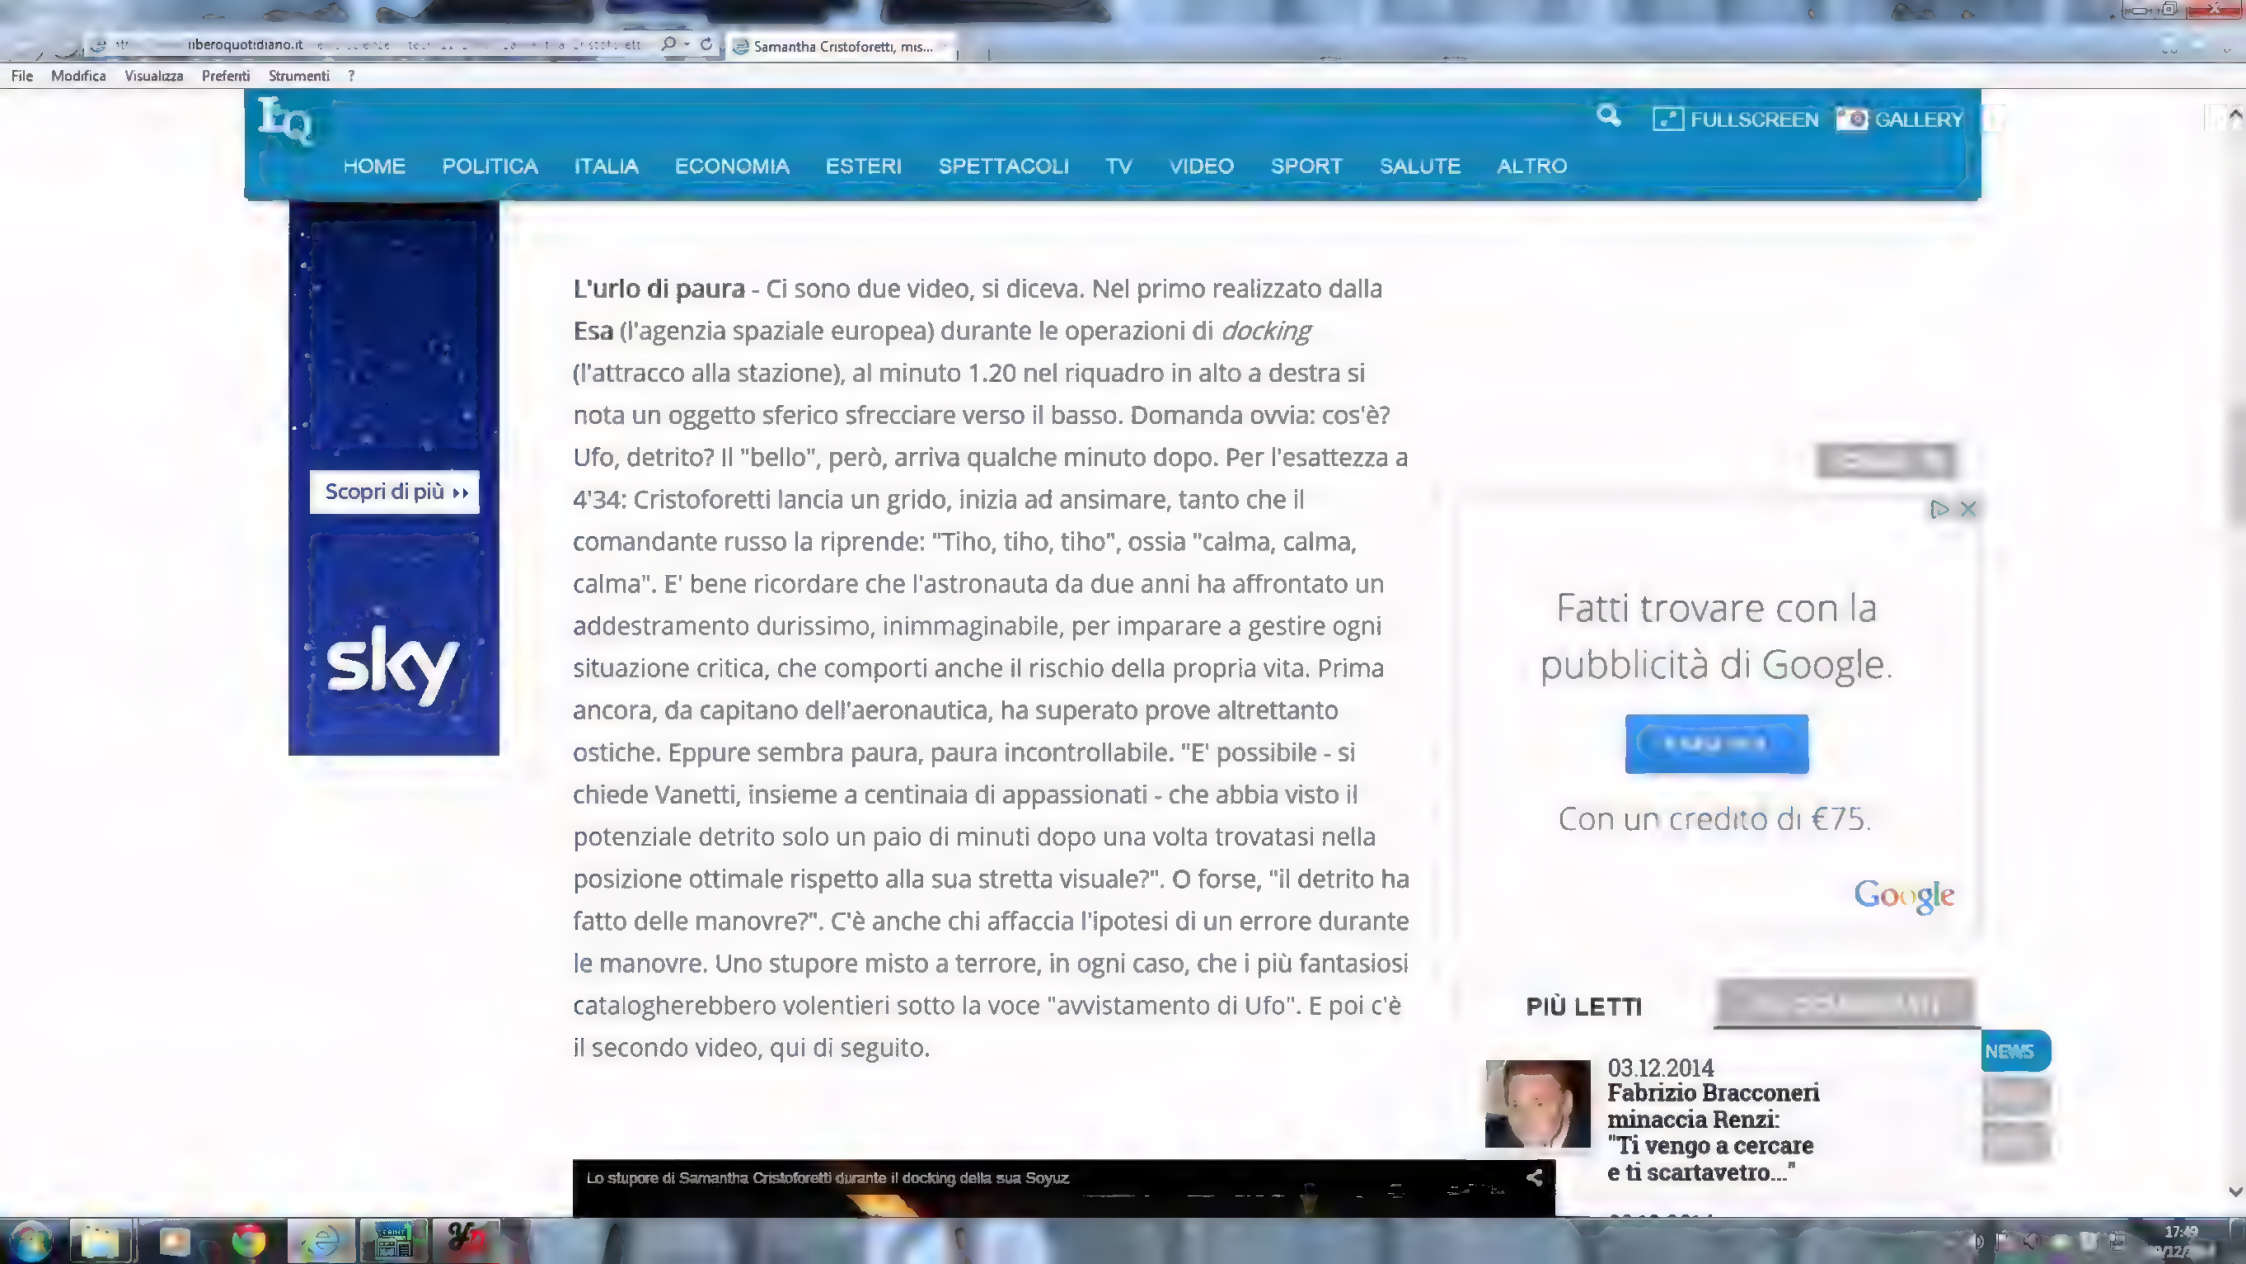 liberoquotidiano.it
Samantha Cristoforetti, mis...
File Modifica Visualizza Preferiti Strumenti ?
LQ
FULLSCREEN GALLERY
HOME POLITICA ITALIA ECONOMIA ESTERI SPETTACOLI TV VIDEO SPORT SALUTE ALTRO
Scopri di più
sky
L'urlo di paura - Ci sono due video, si diceva. Nel primo realizzato dalla
Esa (l'agenzia spaziale europea) durante le operazioni di docking
(l'attracco alla stazione), al minuto 1.20 nel riquadro in alto a destra si
nota un oggetto sferico sfrecciare verso il basso. Domanda ovvia: cos'è?
Ufo, detrito? Il "bello", però, arriva qualche minuto dopo. Per l'esattezza a
4'34: Cristoforetti lancia un grido, inizia ad ansimare, tanto che il
comandante russo la riprende: "Tiho, tiho, tiho", ossia "calma, calma,
calma". E' bene ricordare che l'astronauta da due anni ha affrontato un
addestramento durissimo, inimmaginabile, per imparare a gestire ogni
situazione critica, che comporti anche il rischio della propria vita. Prima
ancora, da capitano dell'aeronautica, ha superato prove altrettanto
ostiche. Eppure sembra paura, paura incontrollabile. "E' possibile - si
chiede Vanetti, insieme a centinaia di appassionati - che abbia visto il
potenziale detrito solo un paio di minuti dopo una volta trovatasi nella
posizione ottimale rispetto alla sua stretta visuale?". O forse, "il detrito ha
fatto delle manovre?". C'è anche chi affaccia l'ipotesi di un errore durante
le manovre. Uno stupore misto a terrore, in ogni caso, che i più fantasiosi
catalogherebbero volentieri sotto la voce "avvistamento di Ufo". E poi c'è
il secondo video, qui di seguito.
Lo stupore di Samantha Cristoforetti durante il docking della sua Soyuz
Fatti trovare con la
pubblicità di Google.
Con un credito di €75.
Google
PIÙ LETTI
NEWS
03.12.2014
Fabrizio Bracconeri
minaccia Renzi:
"Ti vengo a cercare
e ti scartavetro..."
17:49